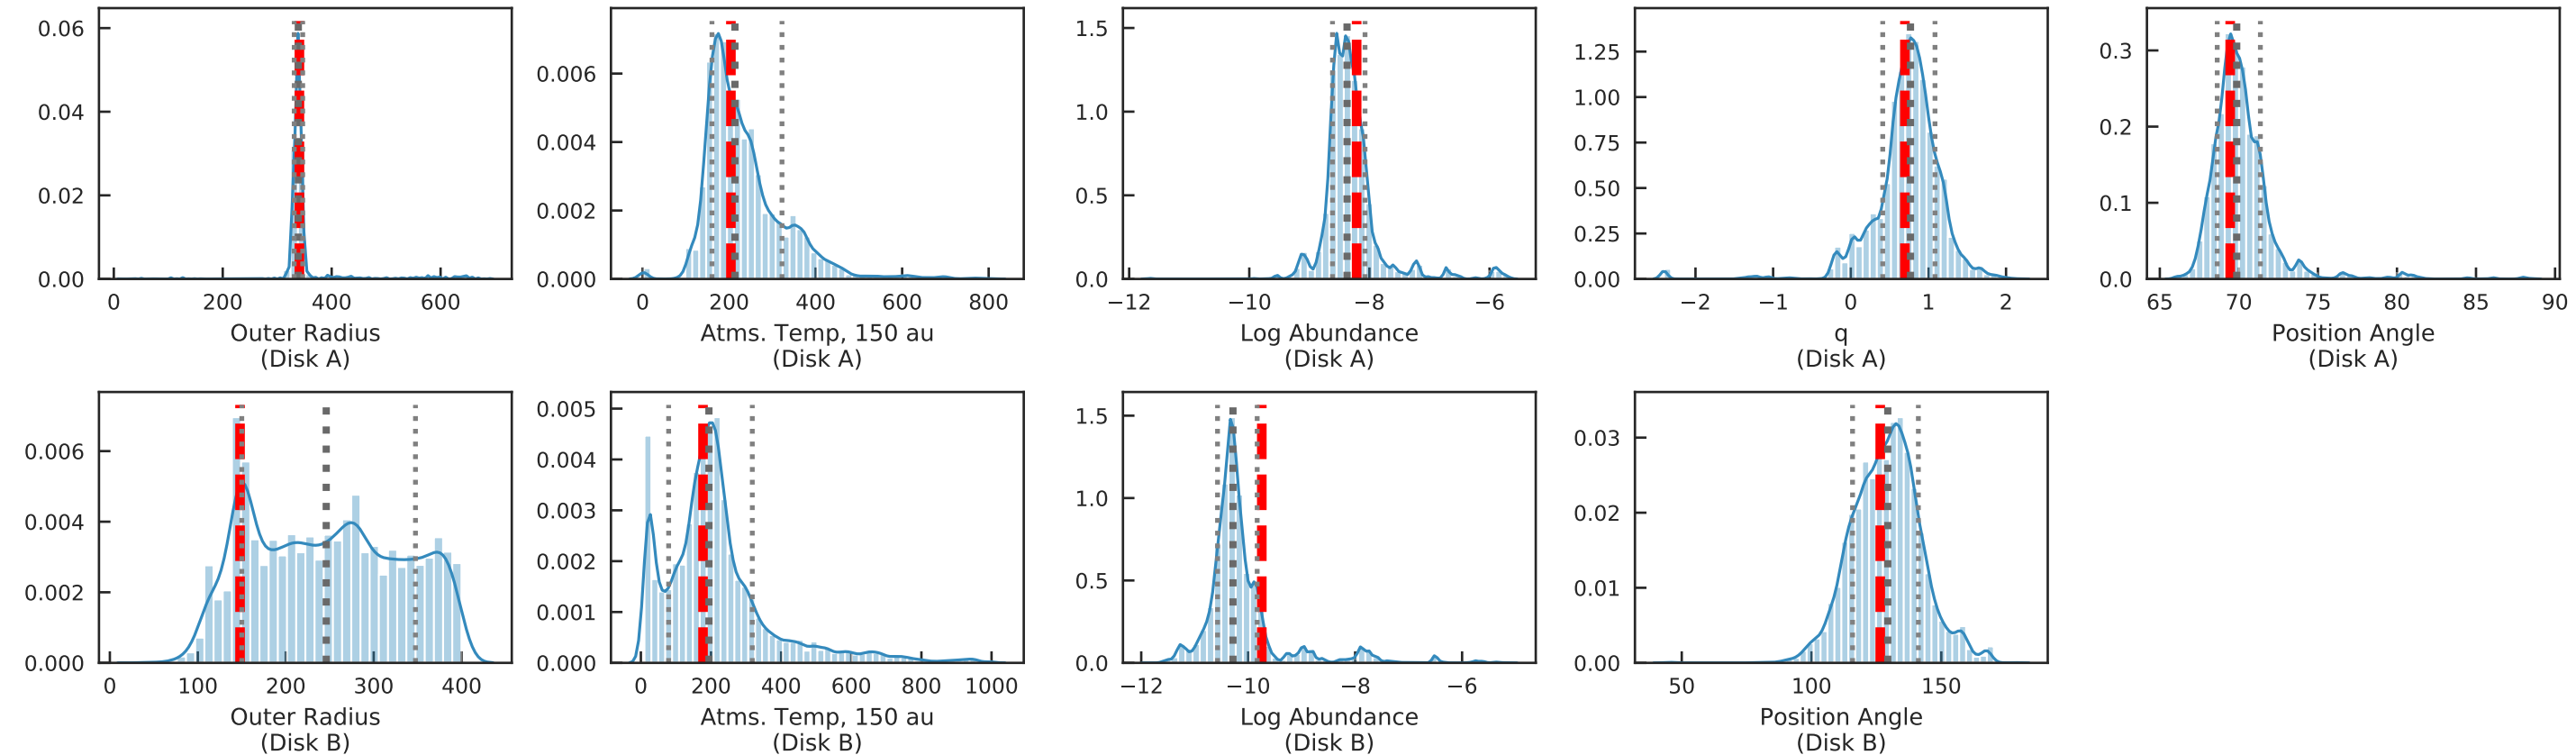 0.06
0.04
0.02
0.00
0 200 400 600
Outer Radius
(Disk A)
0.006
0.004
0.002
0.000
0 200 400 600 800
Atms. Temp, 150 au
(Disk A)
1.5
1.0
0.5
0.0
−12 −10 −8 −6
Log Abundance
(Disk A)
1.25
1.00
0.75
0.50
0.25
0.00
−2 −1 0 1 2
q
(Disk A)
0.3
0.2
0.1
0.0
65 70 75 80 85 90
Position Angle
(Disk A)
0.006
0.004
0.002
0.000
0 100 200 300 400
Outer Radius
(Disk B)
0.005
0.004
0.003
0.002
0.001
0.000
0 200 400 600 800 1000
Atms. Temp, 150 au
(Disk B)
1.5
1.0
0.5
0.0
−12 −10 −8 −6
Log Abundance
(Disk B)
0.03
0.02
0.01
0.00
50 100 150
Position Angle
(Disk B)